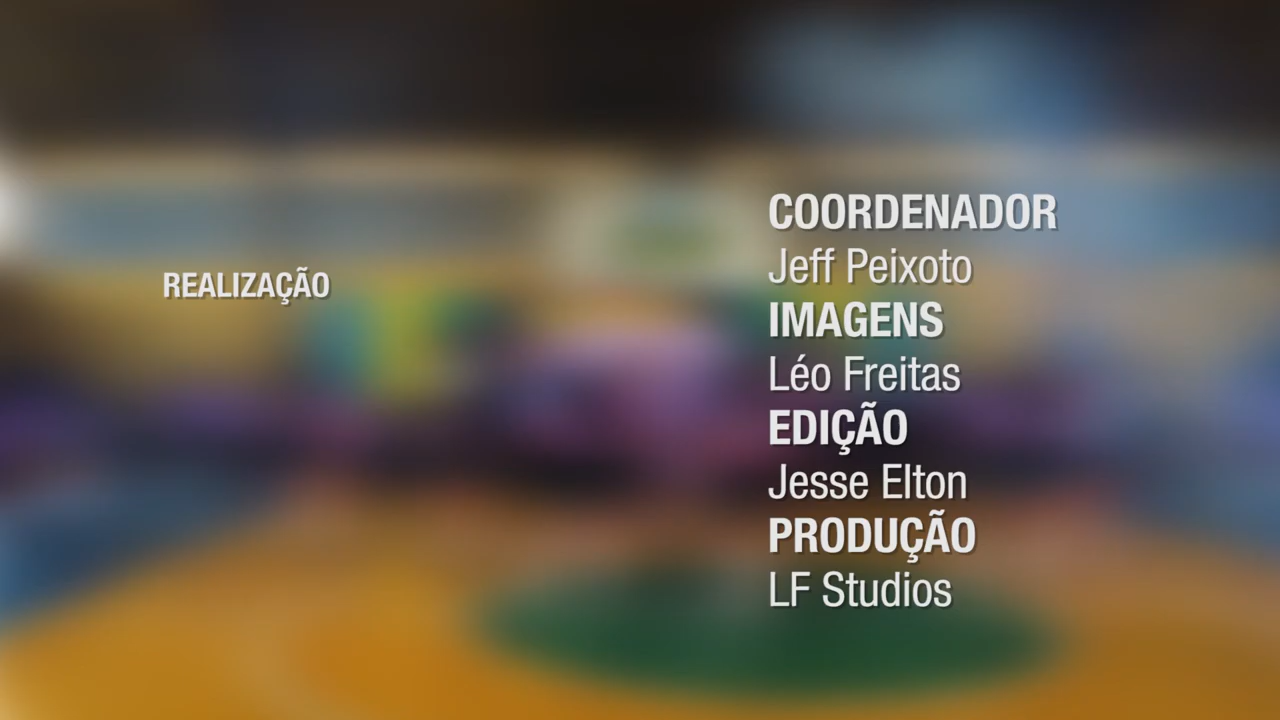 REALIZAÇÃO
COORDENADOR
Jeff Peixoto
IMAGENS
Léo Freitas
EDIÇÃO
Jesse Elton
PRODUÇÃO
LF Studios